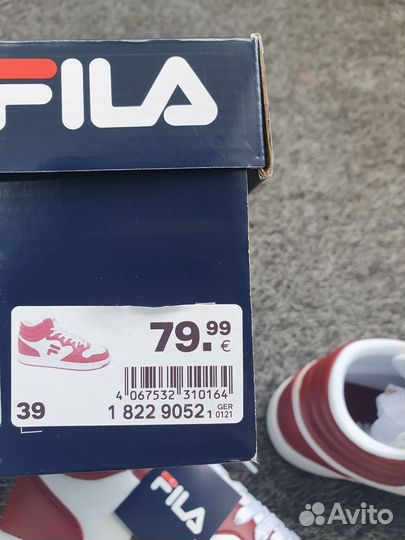 FILA
79.99
€
4 067532 310164
39
1 822 9052 1 GER 0121
FILA
Avito